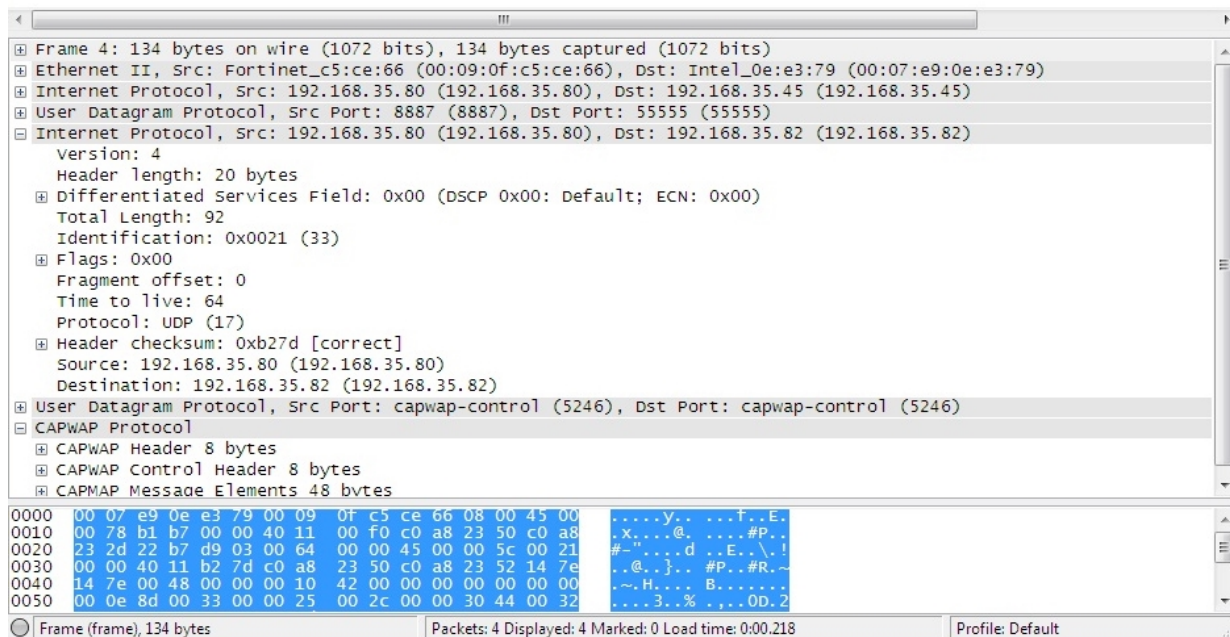 Frame 4: 134 bytes on wire (1072 bits), 134 bytes captured (1072 bits)
Ethernet II, Src: Fortinet_c5:ce:66 (00:09:0f:c5:ce:66), Dst: Intel_0e:e3:79 (00:07:e9:0e:e3:79)
Internet Protocol, Src: 192.168.35.80 (192.168.35.80), Dst: 192.168.35.45 (192.168.35.45)
User Datagram Protocol, Src Port: 8887 (8887), Dst Port: 55555 (55555)
Internet Protocol, Src: 192.168.35.80 (192.168.35.80), Dst: 192.168.35.82 (192.168.35.82)
Version: 4
Header length: 20 bytes
Differentiated Services Field: 0x00 (DSCP 0x00: Default; ECN: 0x00)
Total Length: 92
Identification: 0x0021 (33)
Flags: 0x00
Fragment offset: 0
Time to live: 64
Protocol: UDP (17)
Header checksum: 0xb27d [correct]
Source: 192.168.35.80 (192.168.35.80)
Destination: 192.168.35.82 (192.168.35.82)
User Datagram Protocol, Src Port: capwap-control (5246), Dst Port: capwap-control (5246)
CAPWAP Protocol
CAPWAP Header 8 bytes
CAPWAP Control Header 8 bytes
CAPMAP Message Elements 48 bytes
0000 00 07 e9 0e e3 79 00 09 0f c5 ce 66 08 00 45 00 .....y.. ...f..E.
0010 00 78 b1 b7 00 00 40 11 00 f0 c0 a8 23 50 c0 a8 .x....@. ....#P..
0020 23 2d 22 b7 d9 03 00 64 00 00 45 00 00 5c 00 21 #-"....d ..E..\.!
0030 00 00 40 11 b2 7d c0 a8 23 50 c0 a8 23 52 14 7e ..@..}.. #P..#R.~
0040 14 7e 00 48 00 00 00 10 42 00 00 00 00 00 00 00 .~.H.... B.......
0050 00 0e 8d 00 33 00 00 25 00 2c 00 00 30 44 00 32 ....3..% .,..0D.2
Frame (frame), 134 bytes Packets: 4 Displayed: 4 Marked: 0 Load time: 0:00.218 Profile: Default